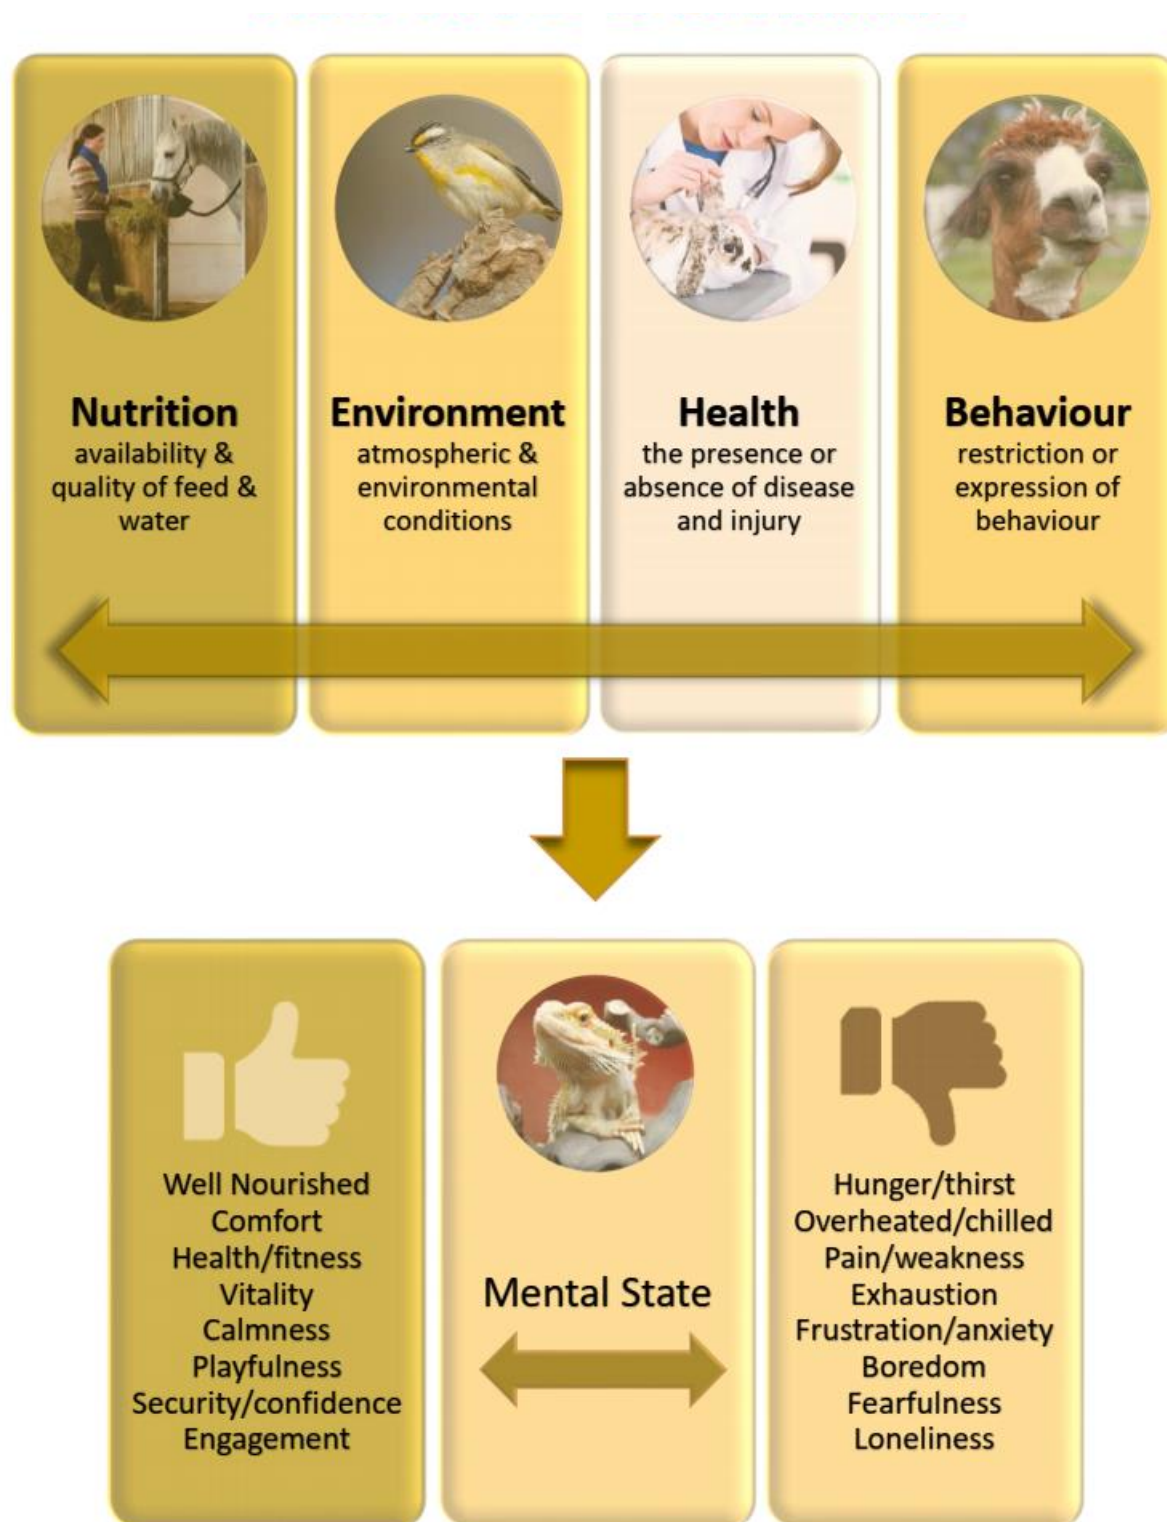 Nutrition
availability &
quality of feed &
water
Environment
atmospheric &
environmental
conditions
Health
the presence or
absence of disease
and injury
Behaviour
restriction or
expression of
behaviour
Well Nourished
Comfort
Health/fitness
Vitality
Calmness
Playfulness
Security/confidence
Engagement
Mental State
Hunger/thirst
Overheated/chilled
Pain/weakness
Exhaustion
Frustration/anxiety
Boredom
Fearfulness
Loneliness